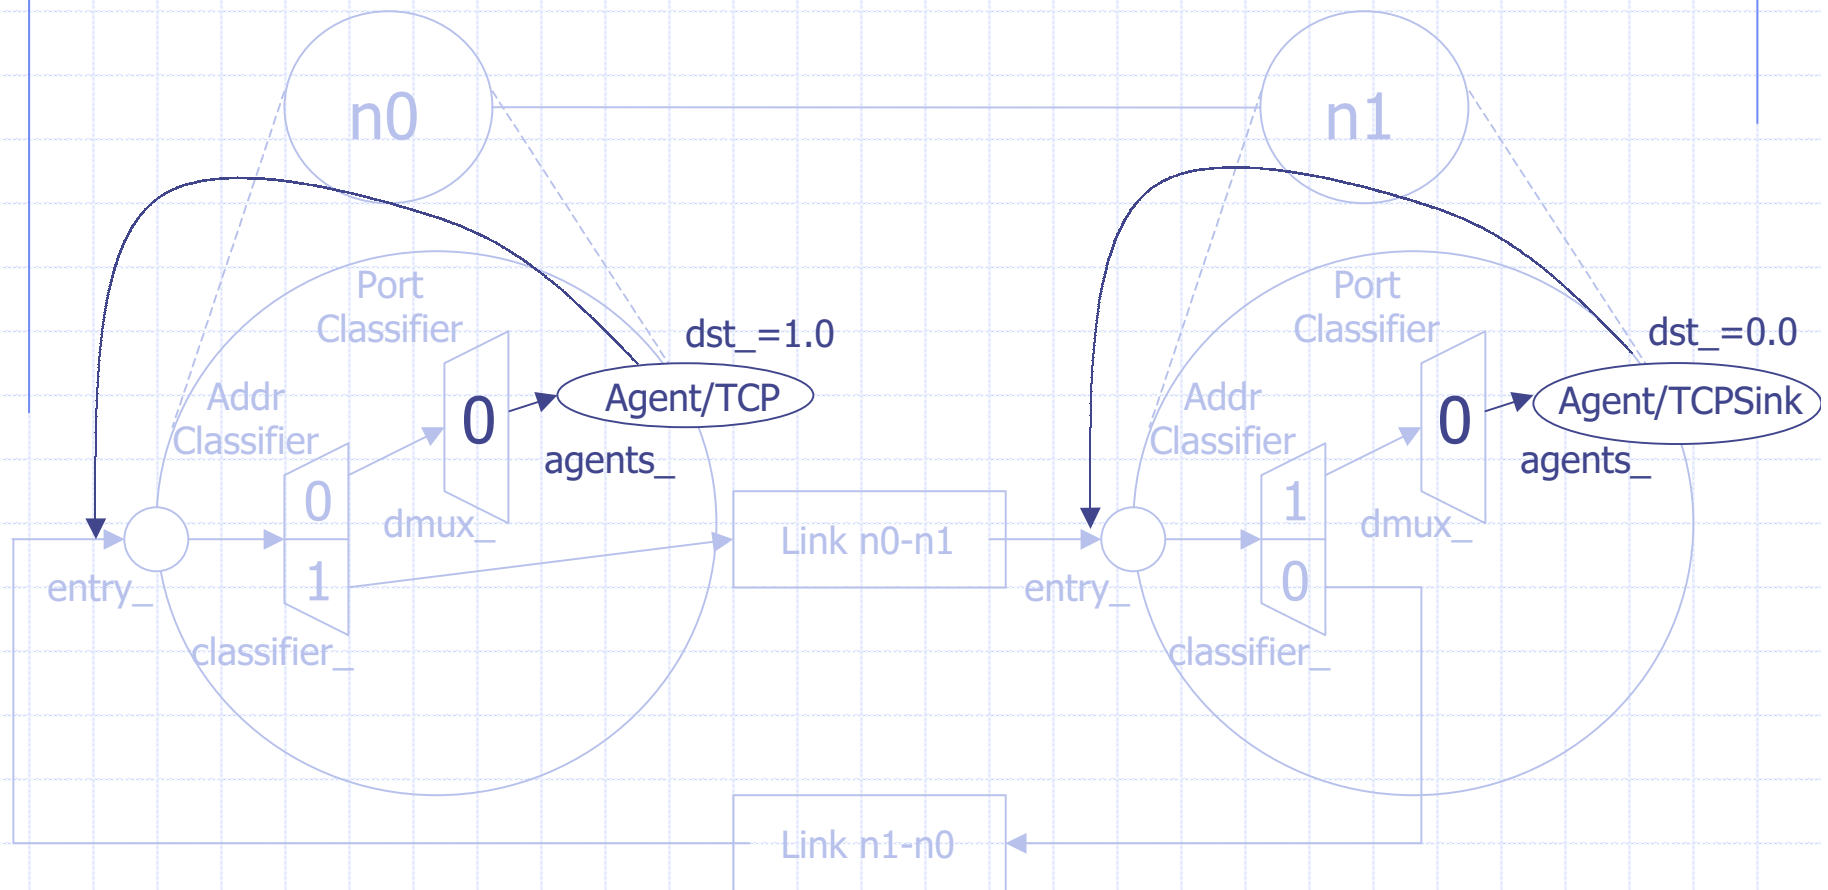 n0
n1
Port
Classifier
dst_=1.0
Addr
Classifier
0
Agent/TCP
agents_
0
1
dmux_
entry_
classifier_
Link n0-n1
Port
Classifier
dst_=0.0
Addr
Classifier
0
Agent/TCPSink
agents_
1
0
dmux_
entry_
classifier_
Link n1-n0